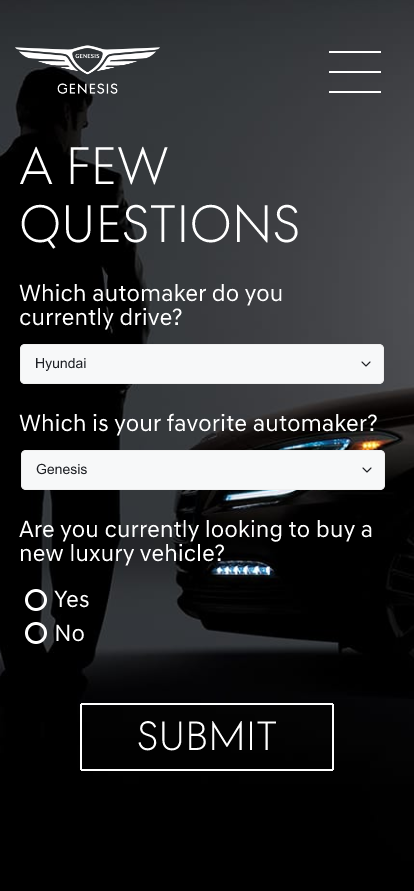 GENESIS
GENESIS
A FEW
QUESTIONS
Which automaker do you
currently drive?
Hyundai
Which is your favorite automaker?
Genesis
Are you currently looking to buy a
new luxury vehicle?
Yes
No
SUBMIT